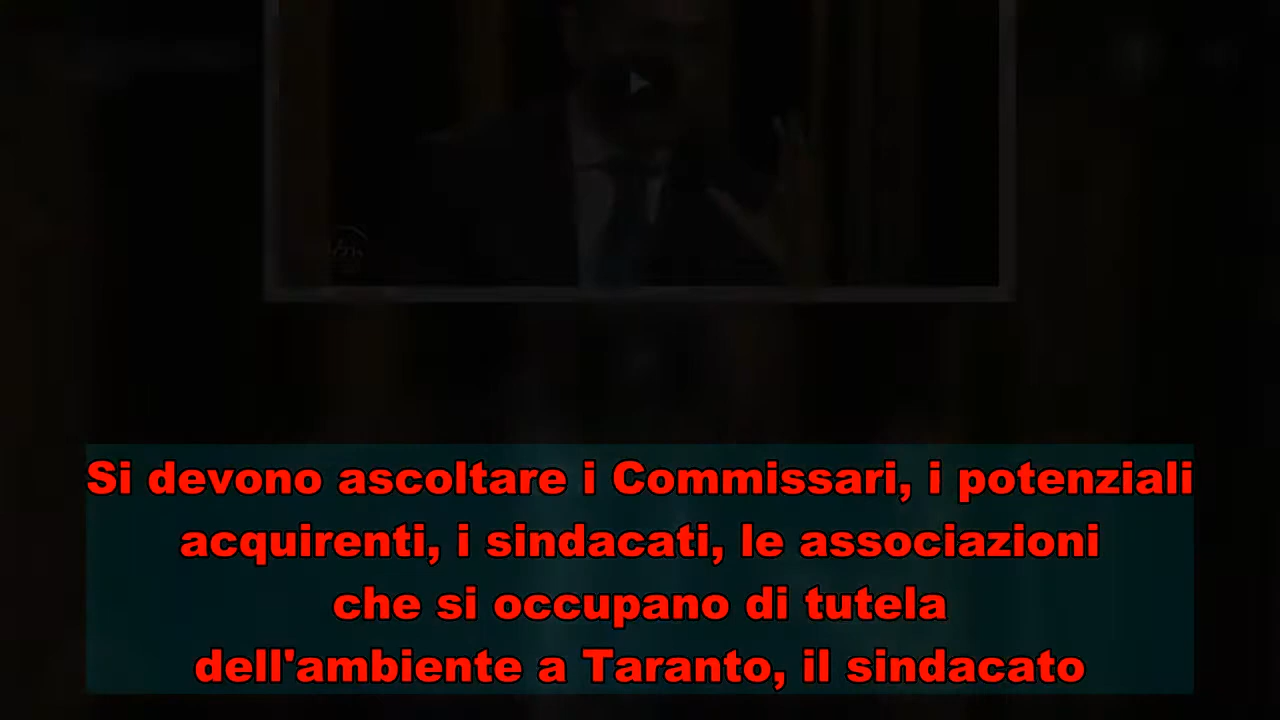 Si devono ascoltare i Commissari, i potenziali
acquirenti, i sindacati, le associazioni
che si occupano di tutela
dell'ambiente a Taranto, il sindacato